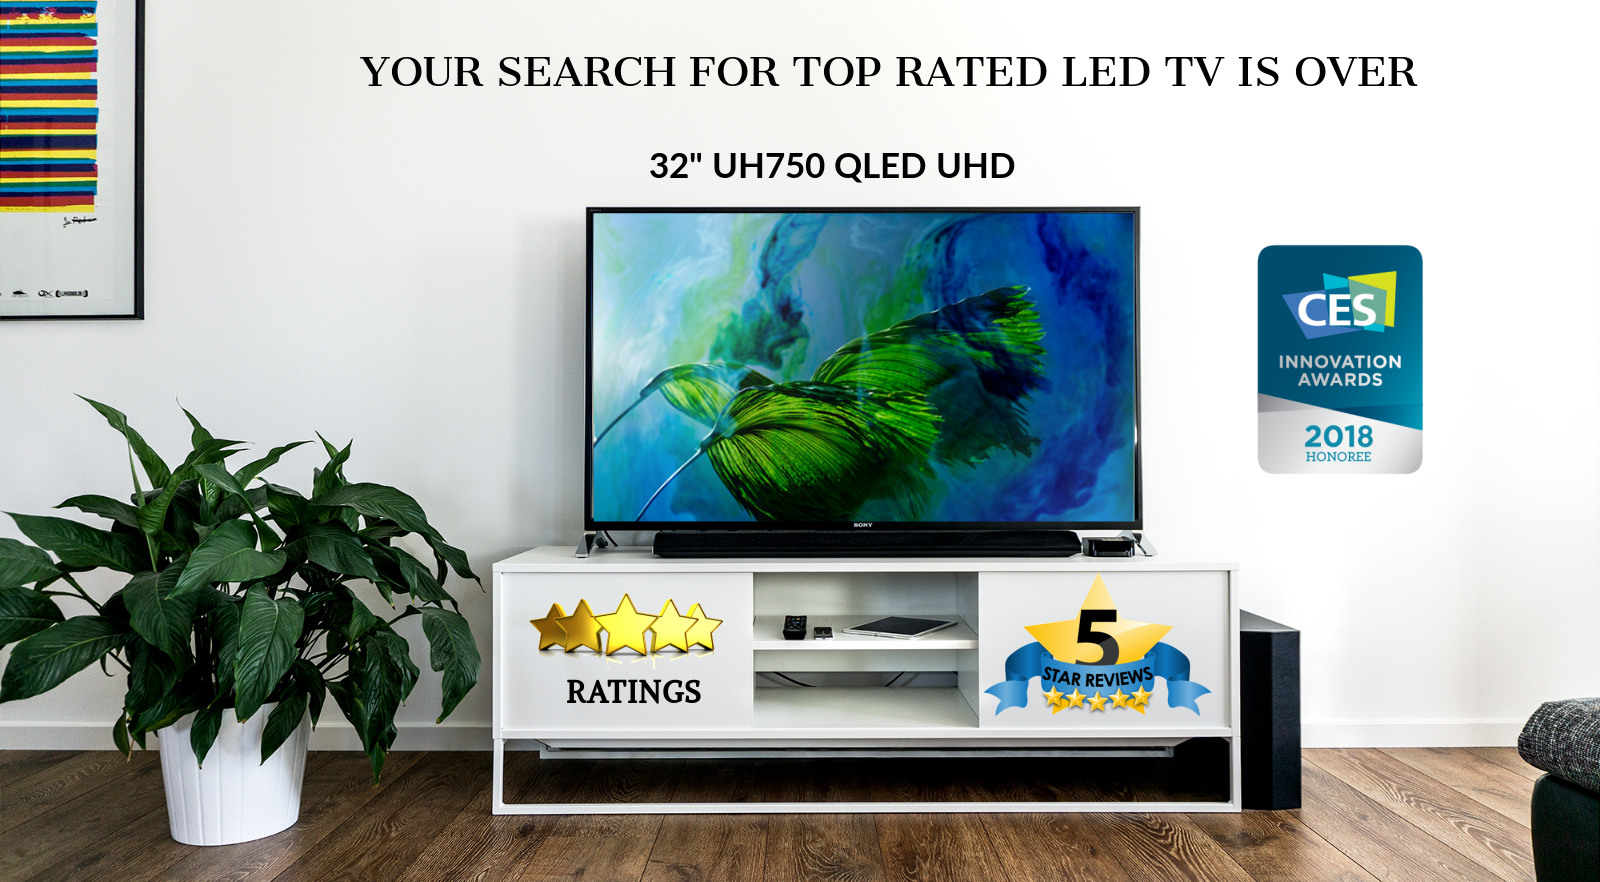 YOUR SEARCH FOR TOP RATED LED TV IS OVER
32" UH750 QLED UHD
CES
INNOVATION
AWARDS
2018
HONOREE
SONY
RATINGS
5
STAR REVIEWS